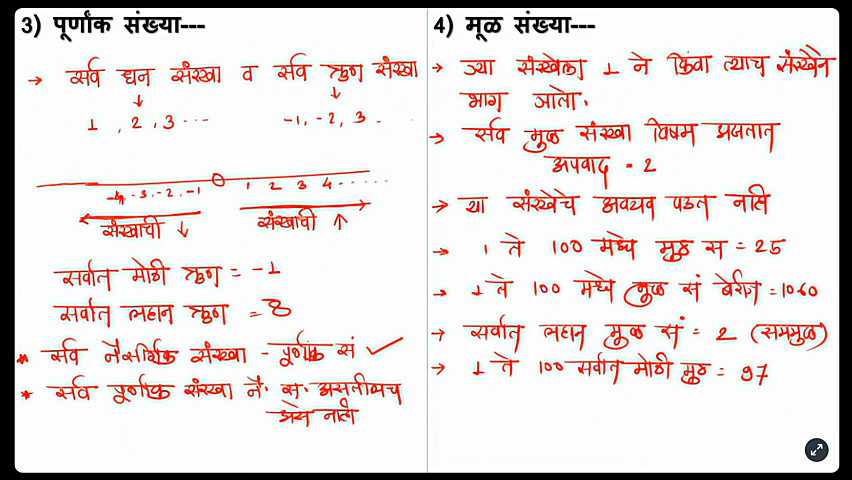 3) पूर्णांक संख्या---
→ सर्व धन संख्या व सर्व ऋण संख्या
↓ ↓
1, 2, 3 ... -1, -2, 3 .
0
-4 -3 -2 -1 1 2 3 4 ......
संख्याची ↓ संख्याची ↑
सर्वात मोठी ऋण = -1
सर्वात लहान ऋण = ∞
* सर्व नैसर्गिक संख्या - पूर्णांक सं ✓
* सर्व पूर्णांक संख्या नै. स. असतीलच
असे नाही
4) मूळ संख्या---
→ ज्या संख्येला 1 ने किंवा त्याच संख्येने
भाग जातो.
→ सर्व मुळ संख्या विषम असतात
अपवाद = 2
→ या संख्येचे अवयव पडत नाही
→ 1 ते 100 मध्ये मुळ स = 25
→ 1 ते 100 मध्ये मुळ सं बेरीज = 1060
→ सर्वात लहान मुळ सं = 2 (सममुळ)
→ 1 ते 100 सर्वात मोठी मुळ = 97